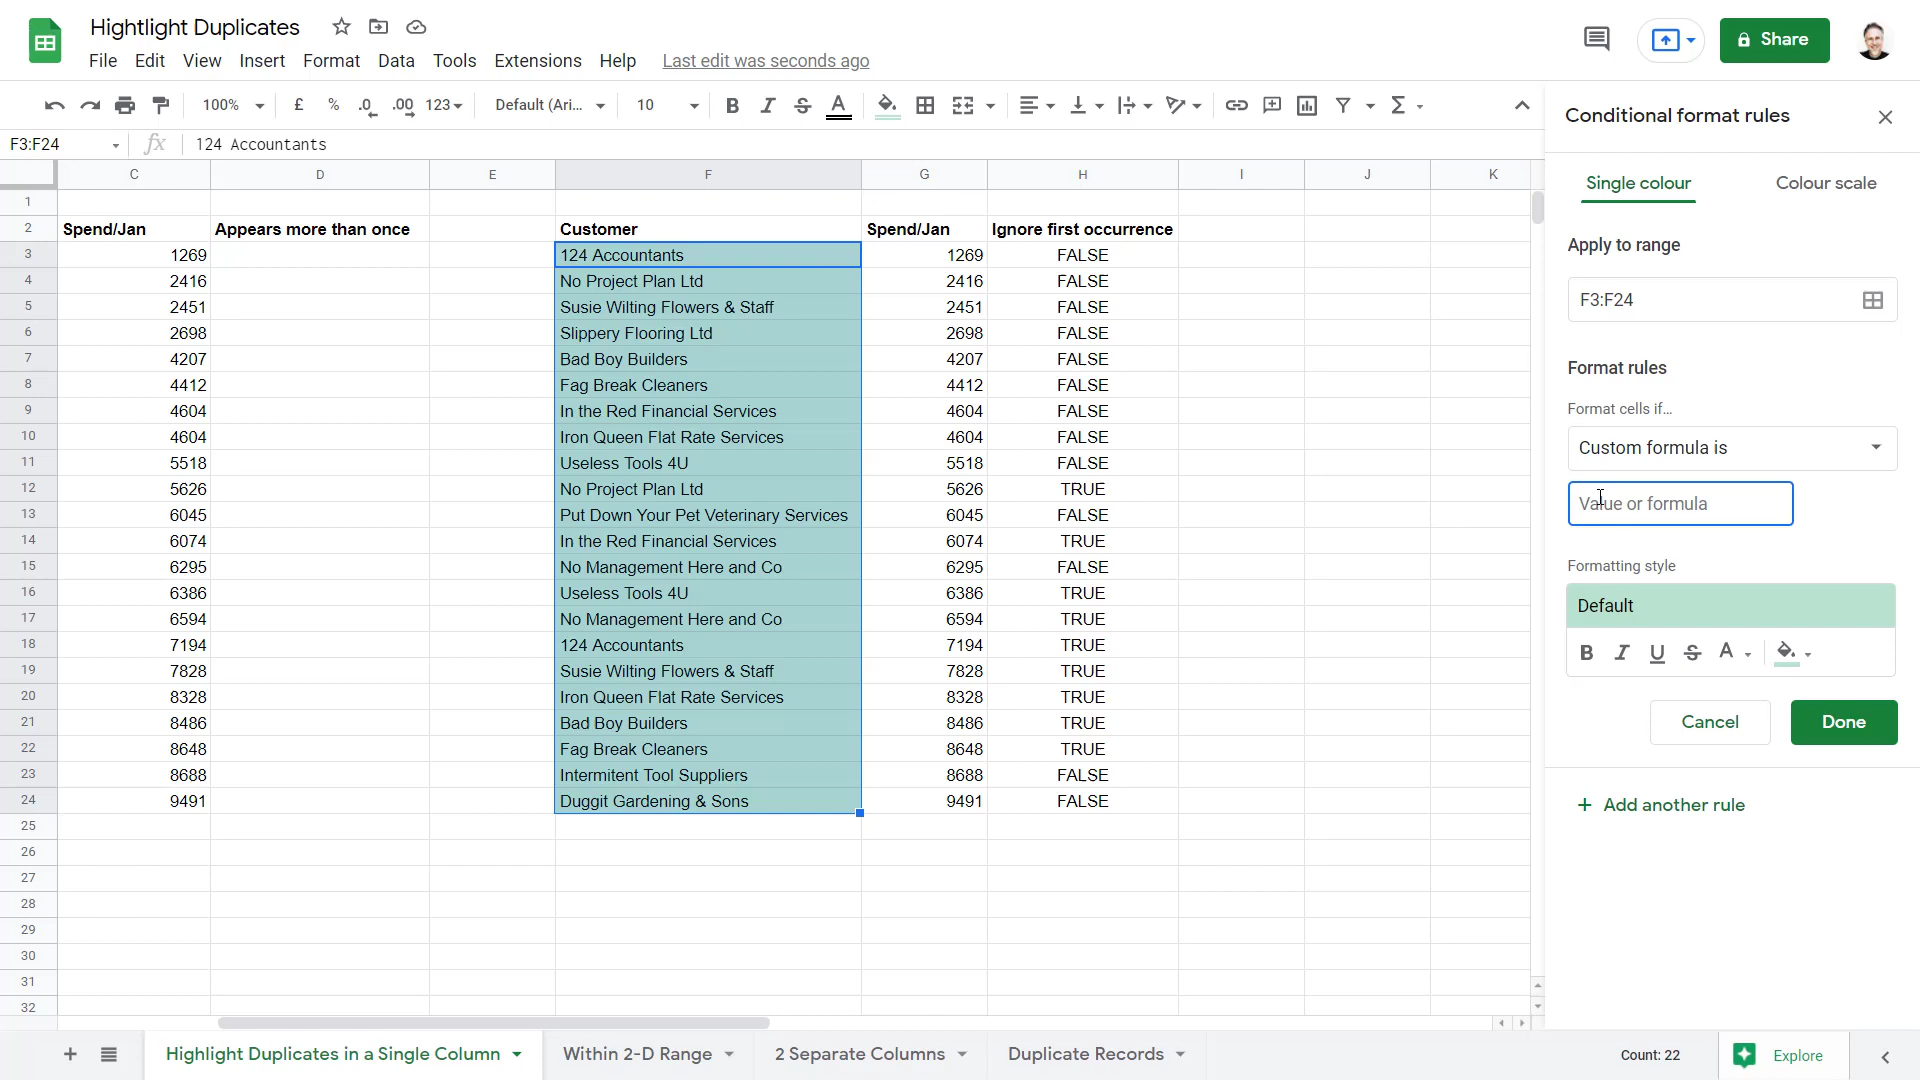 Hightlight Duplicates
File Edit View Insert Format Data Tools Extensions Help Last edit was seconds ago
Share
100% £ % .0 .00 123 Default (Ari... 10 B I S A Σ
Conditional format rules
F3:F24 fx 124 Accountants
C D E F G H I J K
Single colour Colour scale
1
2 Spend/Jan Appears more than once Customer Spend/Jan Ignore first occurrence
3 1269 124 Accountants 1269 FALSE
4 2416 No Project Plan Ltd 2416 FALSE
5 2451 Susie Wilting Flowers & Staff 2451 FALSE
6 2698 Slippery Flooring Ltd 2698 FALSE
7 4207 Bad Boy Builders 4207 FALSE
8 4412 Fag Break Cleaners 4412 FALSE
9 4604 In the Red Financial Services 4604 FALSE
10 4604 Iron Queen Flat Rate Services 4604 FALSE
11 5518 Useless Tools 4U 5518 FALSE
12 5626 No Project Plan Ltd 5626 TRUE
13 6045 Put Down Your Pet Veterinary Services 6045 FALSE
14 6074 In the Red Financial Services 6074 TRUE
15 6295 No Management Here and Co 6295 FALSE
16 6386 Useless Tools 4U 6386 TRUE
17 6594 No Management Here and Co 6594 TRUE
18 7194 124 Accountants 7194 TRUE
19 7828 Susie Wilting Flowers & Staff 7828 TRUE
20 8328 Iron Queen Flat Rate Services 8328 TRUE
21 8486 Bad Boy Builders 8486 TRUE
22 8648 Fag Break Cleaners 8648 TRUE
23 8688 Intermitent Tool Suppliers 8688 FALSE
24 9491 Duggit Gardening & Sons 9491 FALSE
25
26
27
28
29
30
31
32
Apply to range
F3:F24
Format rules
Format cells if…
Custom formula is
Value or formula
Formatting style
Default
B I U S A
Cancel Done
+ Add another rule
+ Highlight Duplicates in a Single Column Within 2-D Range 2 Separate Columns Duplicate Records Count: 22 Explore